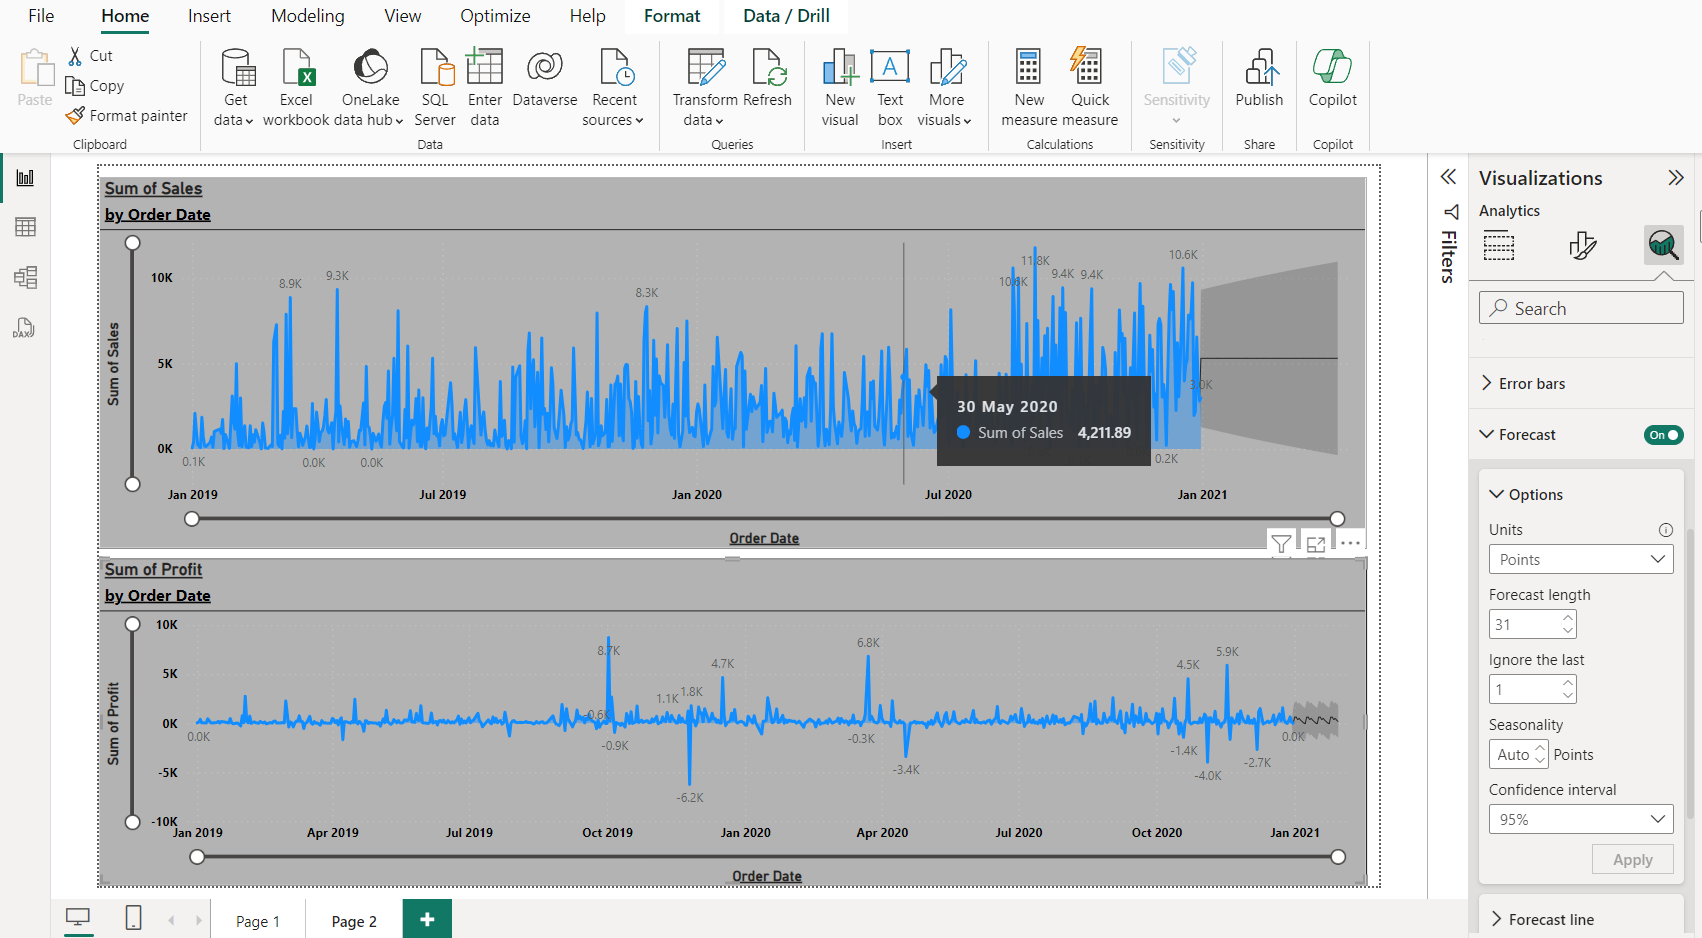 File Home Insert Modeling View Optimize Help Format Data / Drill
Paste
Cut
Copy
Format painter
Clipboard
Get data
Excel workbook
OneLake data hub
SQL Server
Enter data
Dataverse
Recent sources
Data
Transform data
Refresh
Queries
New visual
Text box
More visuals
Insert
New measure
Quick measure
Calculations
Sensitivity
Sensitivity
Publish
Share
Copilot
Copilot
DAX
Sum of Sales
by Order Date
Sum of Sales
10K
5K
0K
8.9K
9.3K
8.3K
11.8K
9.4K
9.4K
10.6K
3.0K
0.1K
0.0K
0.0K
0.2K
30 May 2020
Sum of Sales 4,211.89
Jan 2019 Jul 2019 Jan 2020 Jul 2020 Jan 2021
Order Date
Sum of Profit
by Order Date
Sum of Profit
10K
5K
0K
-5K
-10K
8.7K
6.8K
4.7K
4.5K
5.9K
1.1K
1.8K
-0.6K
0.0K
-0.9K
-0.3K
-1.4K
0.0K
-3.4K
-4.0K
-2.7K
-6.2K
Jan 2019 Apr 2019 Jul 2019 Oct 2019 Jan 2020 Apr 2020 Jul 2020 Oct 2020 Jan 2021
Order Date
Page 1
Page 2
Filters
Visualizations
Analytics
Search
Error bars
Forecast On
Options
Units
Points
Forecast length
31
Ignore the last
1
Seasonality
Auto Points
Confidence interval
95%
Apply
Forecast line